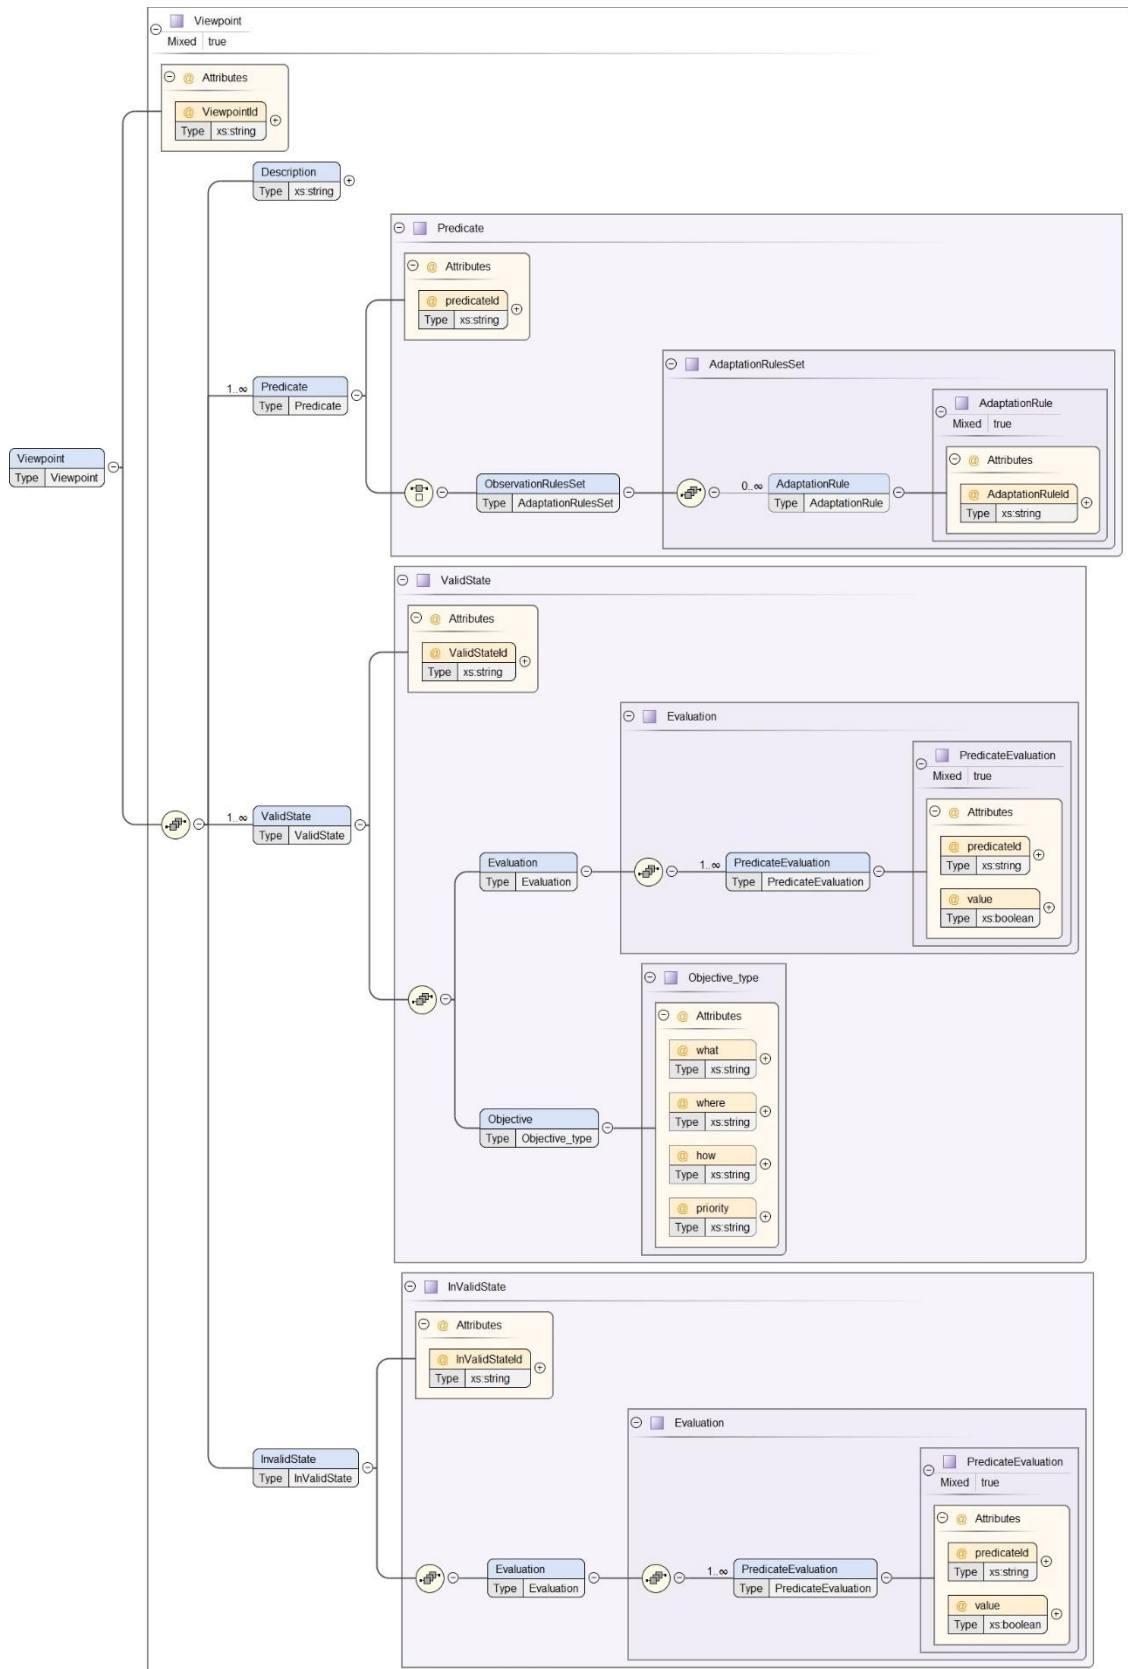 Viewpoint
Mixed true
@ Attributes
@ ViewpointId
Type xs:string
Description
Type xs:string
Predicate
@ Attributes
@ predicateId
Type xs:string
1..∞
Predicate
Type Predicate
AdaptationRulesSet
AdaptationRule
Mixed true
@ Attributes
@ AdaptationRuleId
Type xs:string
ObservationRulesSet
Type AdaptationRulesSet
0..∞
AdaptationRule
Type AdaptationRule
Viewpoint
Type Viewpoint
ValidState
@ Attributes
@ ValidStateId
Type xs:string
1..∞
ValidState
Type ValidState
Evaluation
PredicateEvaluation
Mixed true
@ Attributes
@ predicateId
Type xs:string
@ value
Type xs:boolean
Evaluation
Type Evaluation
1..∞
PredicateEvaluation
Type PredicateEvaluation
Objective_type
@ Attributes
@ what
Type xs:string
@ where
Type xs:string
@ how
Type xs:string
@ priority
Type xs:string
Objective
Type Objective_type
InValidState
@ Attributes
@ InValidStateId
Type xs:string
InvalidState
Type InValidState
Evaluation
PredicateEvaluation
Mixed true
@ Attributes
@ predicateId
Type xs:string
@ value
Type xs:boolean
Evaluation
Type Evaluation
1..∞
PredicateEvaluation
Type PredicateEvaluation